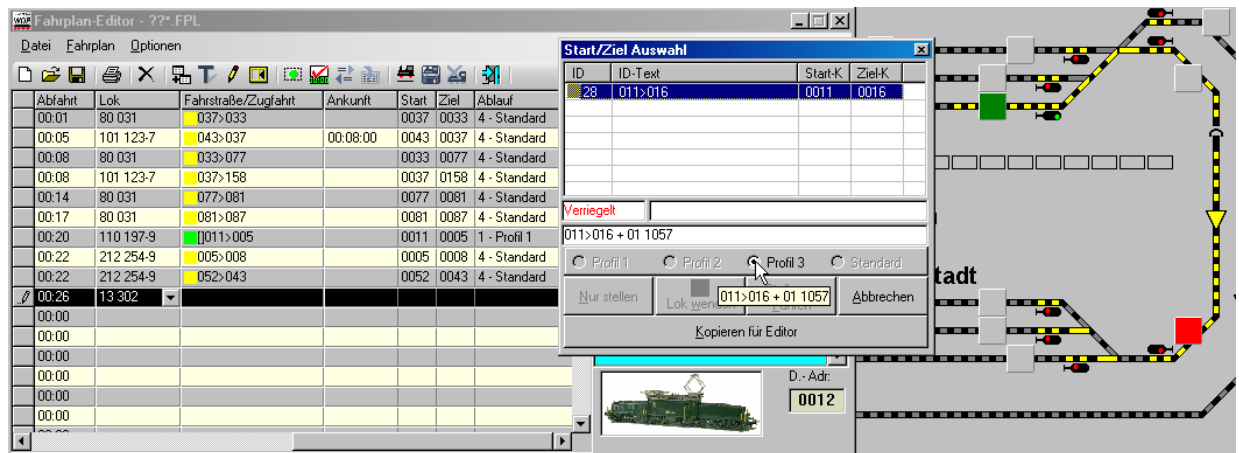 Fahrplan-Editor - ??*.FPL
Datei Fahrplan Optionen
Abfahrt Lok Fahrstraße/Zugfahrt Ankunft Start Ziel Ablauf
00:01 80 031 037>033 0037 0033 4 - Standard
00:05 101 123-7 043>037 00:08:00 0043 0037 4 - Standard
00:08 80 031 033>077 0033 0077 4 - Standard
00:08 101 123-7 037>158 0037 0158 4 - Standard
00:14 80 031 077>081 0077 0081 4 - Standard
00:17 80 031 081>087 0081 0087 4 - Standard
00:20 110 197-9 []011>005 0011 0005 1 - Profil 1
00:22 212 254-9 005>008 0005 0008 4 - Standard
00:22 212 254-9 052>043 0052 0043 4 - Standard
00:26 13 302
00:00
00:00
00:00
00:00
00:00
00:00
Start/Ziel Auswahl
ID ID-Text Start-K Ziel-K
28 011>016 0011 0016
Verriegelt
011>016 + 01 1057
Profil 1 Profil 2 Profil 3 Standard
Nur stellen Lok wenden Abbrechen
011>016 + 01 1057
Kopieren für Editor
D.- Adr:
0012
tadt